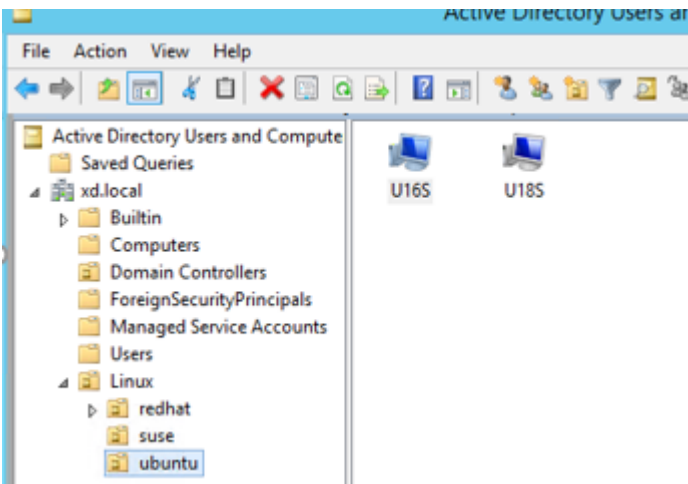 Active Directory Users
File Action View Help
Active Directory Users and Compute
Saved Queries
xd.local
Builtin
Computers
Domain Controllers
ForeignSecurityPrincipals
Managed Service Accounts
Users
Linux
redhat
suse
ubuntu
U16S U18S